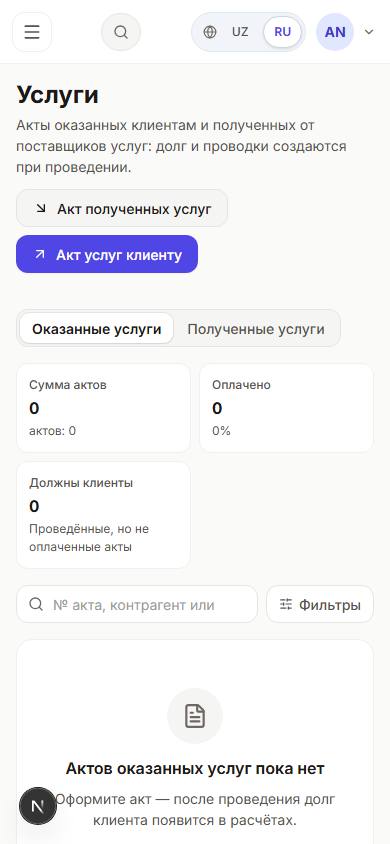 UZ RU AN
Услуги
Акты оказанных клиентам и полученных от
поставщиков услуг: долг и проводки создаются
при проведении.
Акт полученных услуг
Акт услуг клиенту
Оказанные услуги Полученные услуги
Сумма актов
0
актов: 0
Оплачено
0
0%
Должны клиенты
0
Проведённые, но не
оплаченные акты
№ акта, контрагент или
Фильтры
Актов оказанных услуг пока нет
Оформите акт — после проведения долг
клиента появится в расчётах.
N